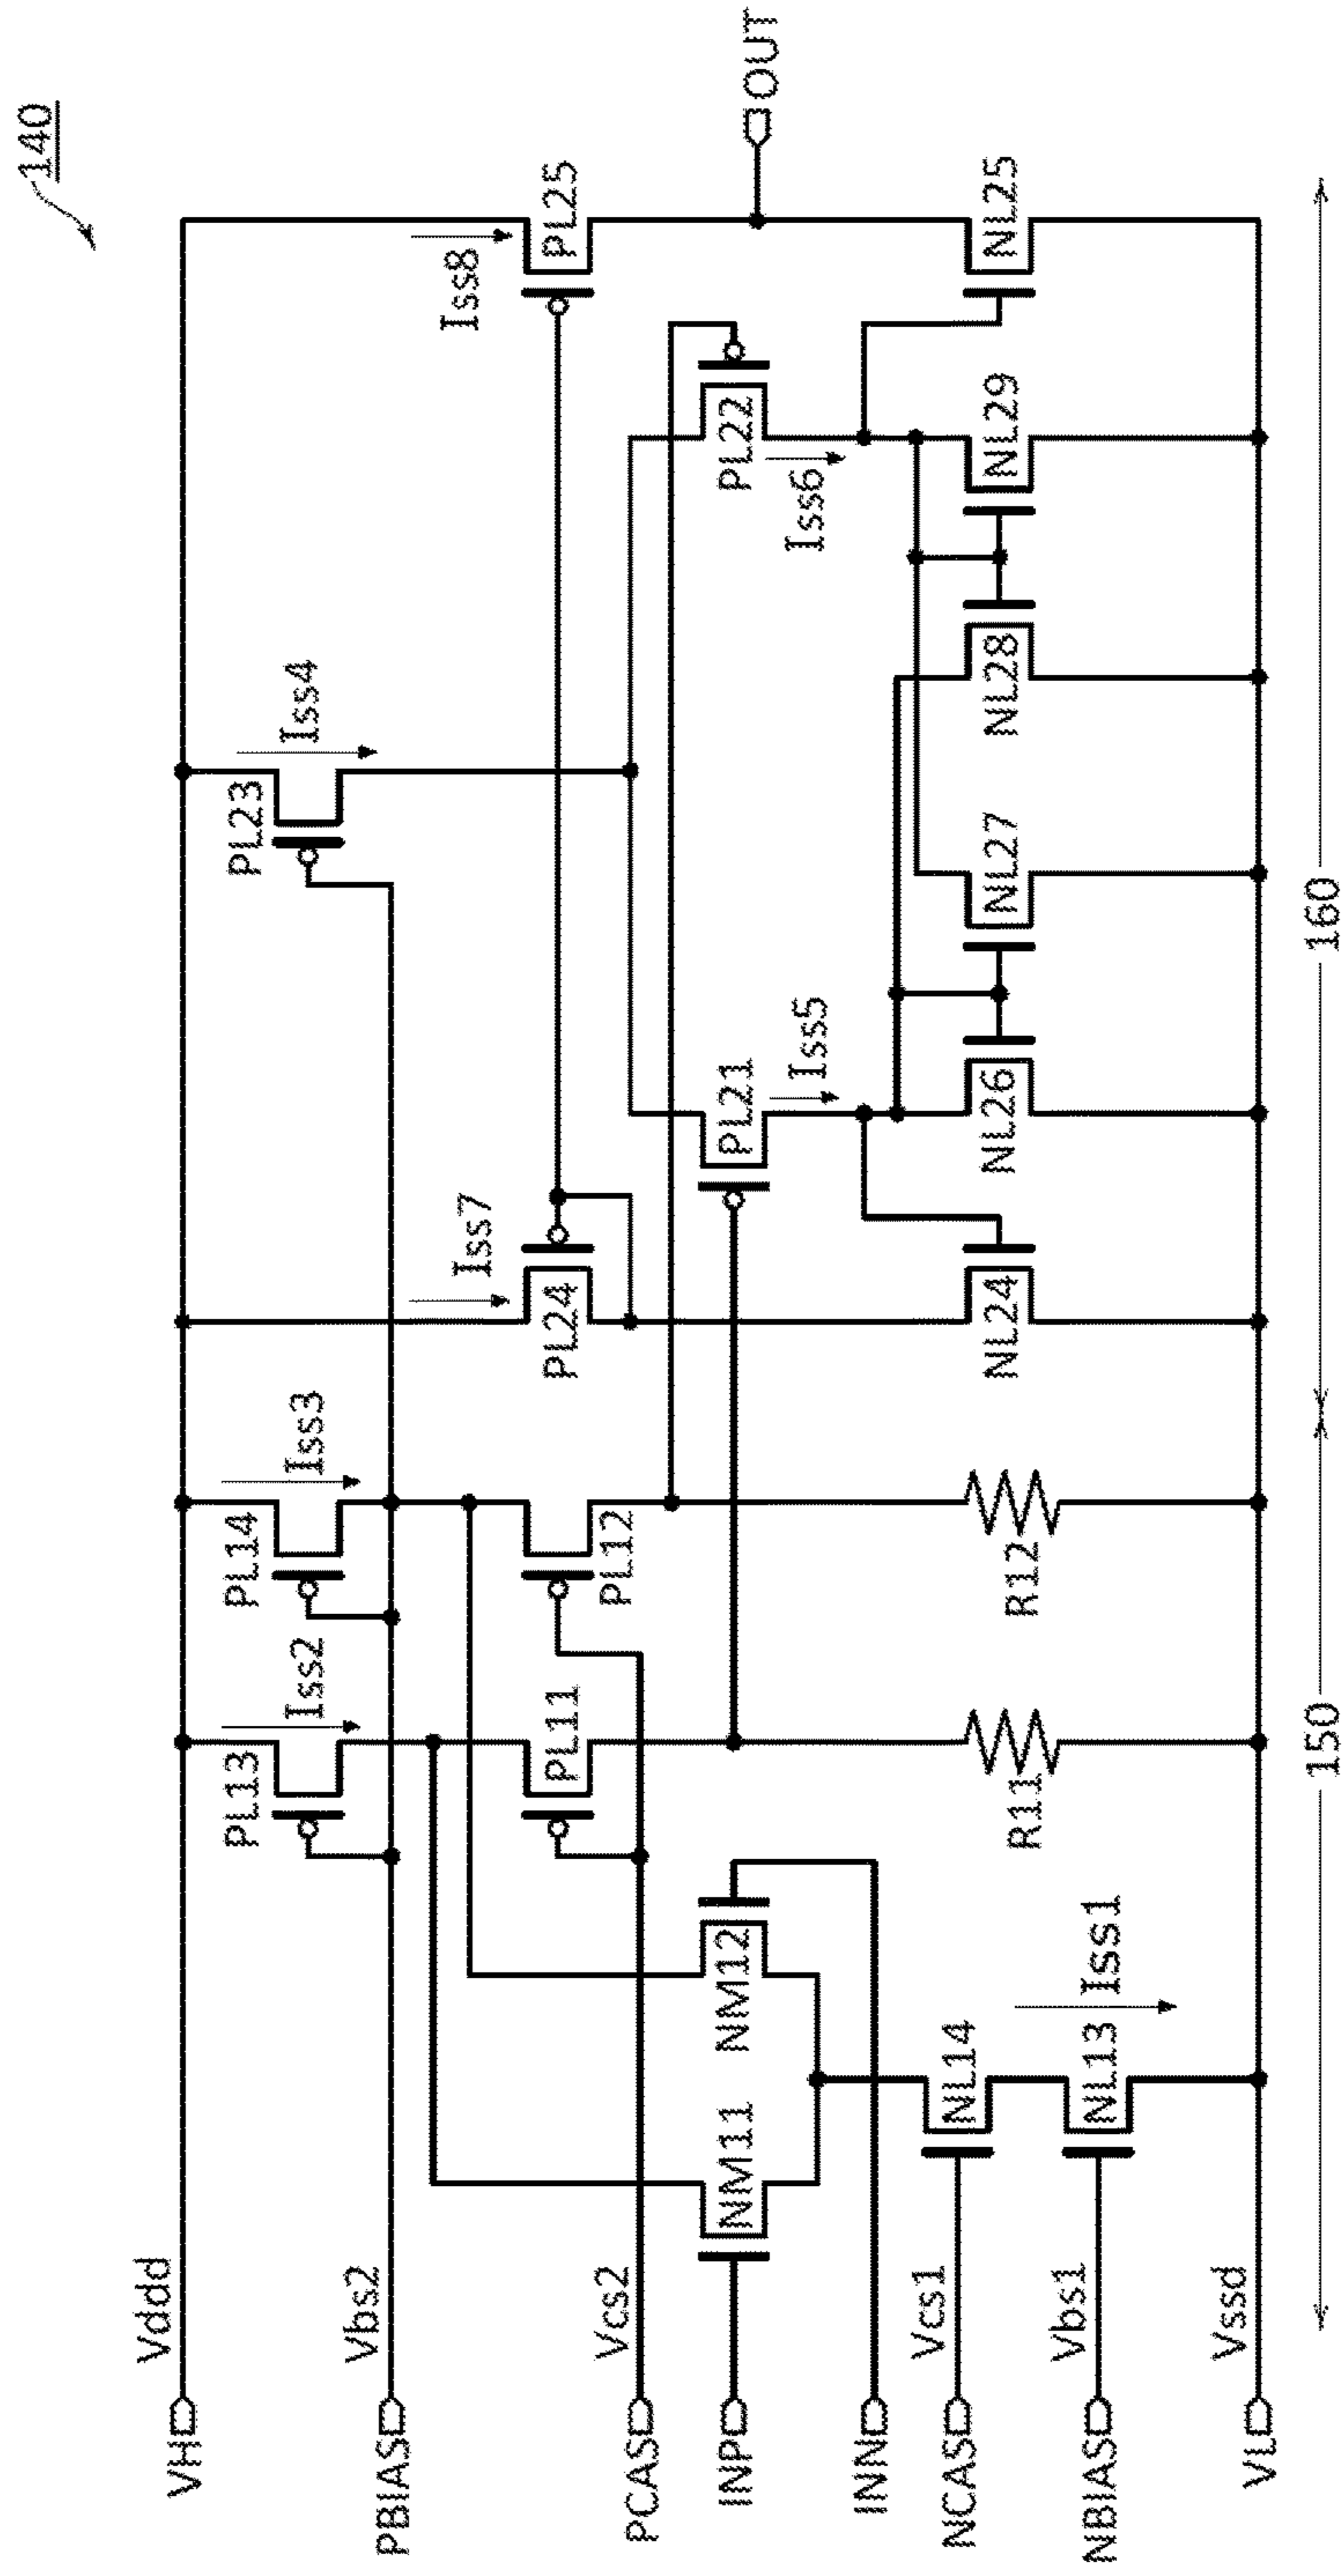 140
VH
Vddd
PBIAS
Vbs2
PCAS
Vcs2
INP
INN
NCAS
Vcs1
NBIAS
Vbs1
VL
Vssd
PL13
Iss2
PL14
Iss3
PL23
Iss4
PL11
PL12
PL24
Iss7
PL25
Iss8
NM11
NM12
PL21
Iss5
PL22
Iss6
OUT
NL14
NL13
Iss1
R11
R12
NL24
NL26
NL27
NL28
NL29
NL25
150
160